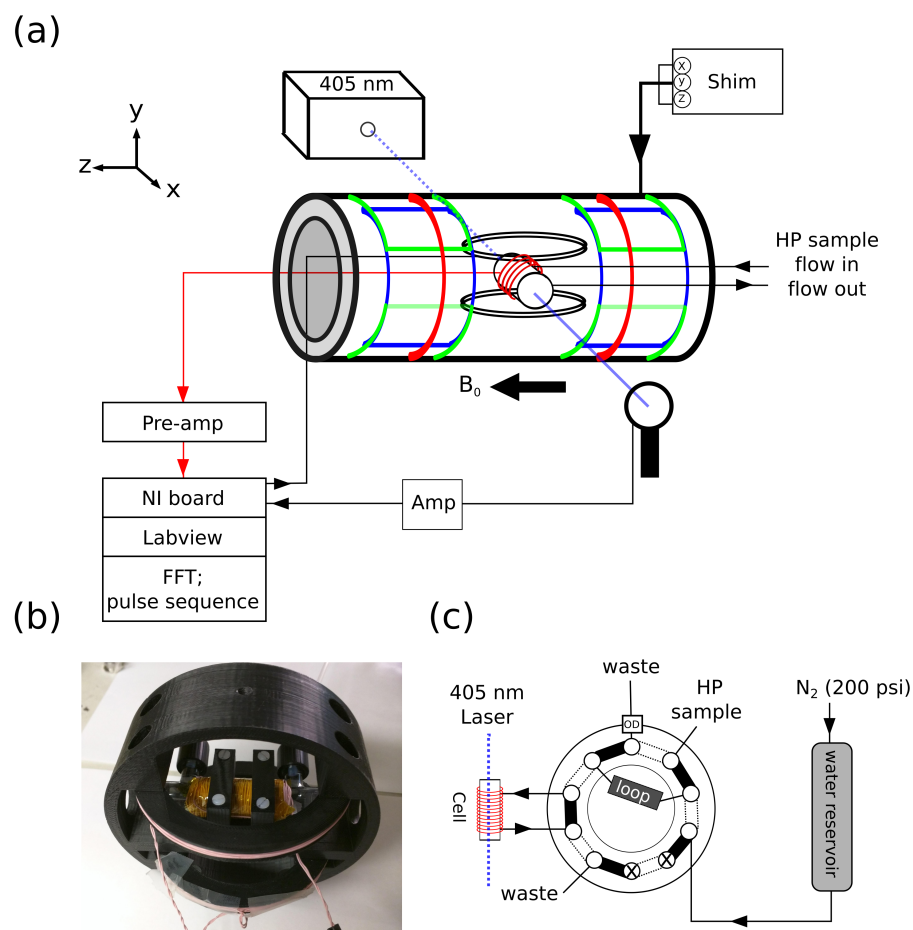 (a)
405 nm
y
z
x
X
y
Z
Shim
HP sample
flow in
flow out
B₀
Pre-amp
NI board
Labview
FFT;
pulse sequence
Amp
(b)
(c)
waste
405 nm
Laser
HP
sample
N₂ (200 psi)
OD
loop
Cell
water reservoir
X
X
waste